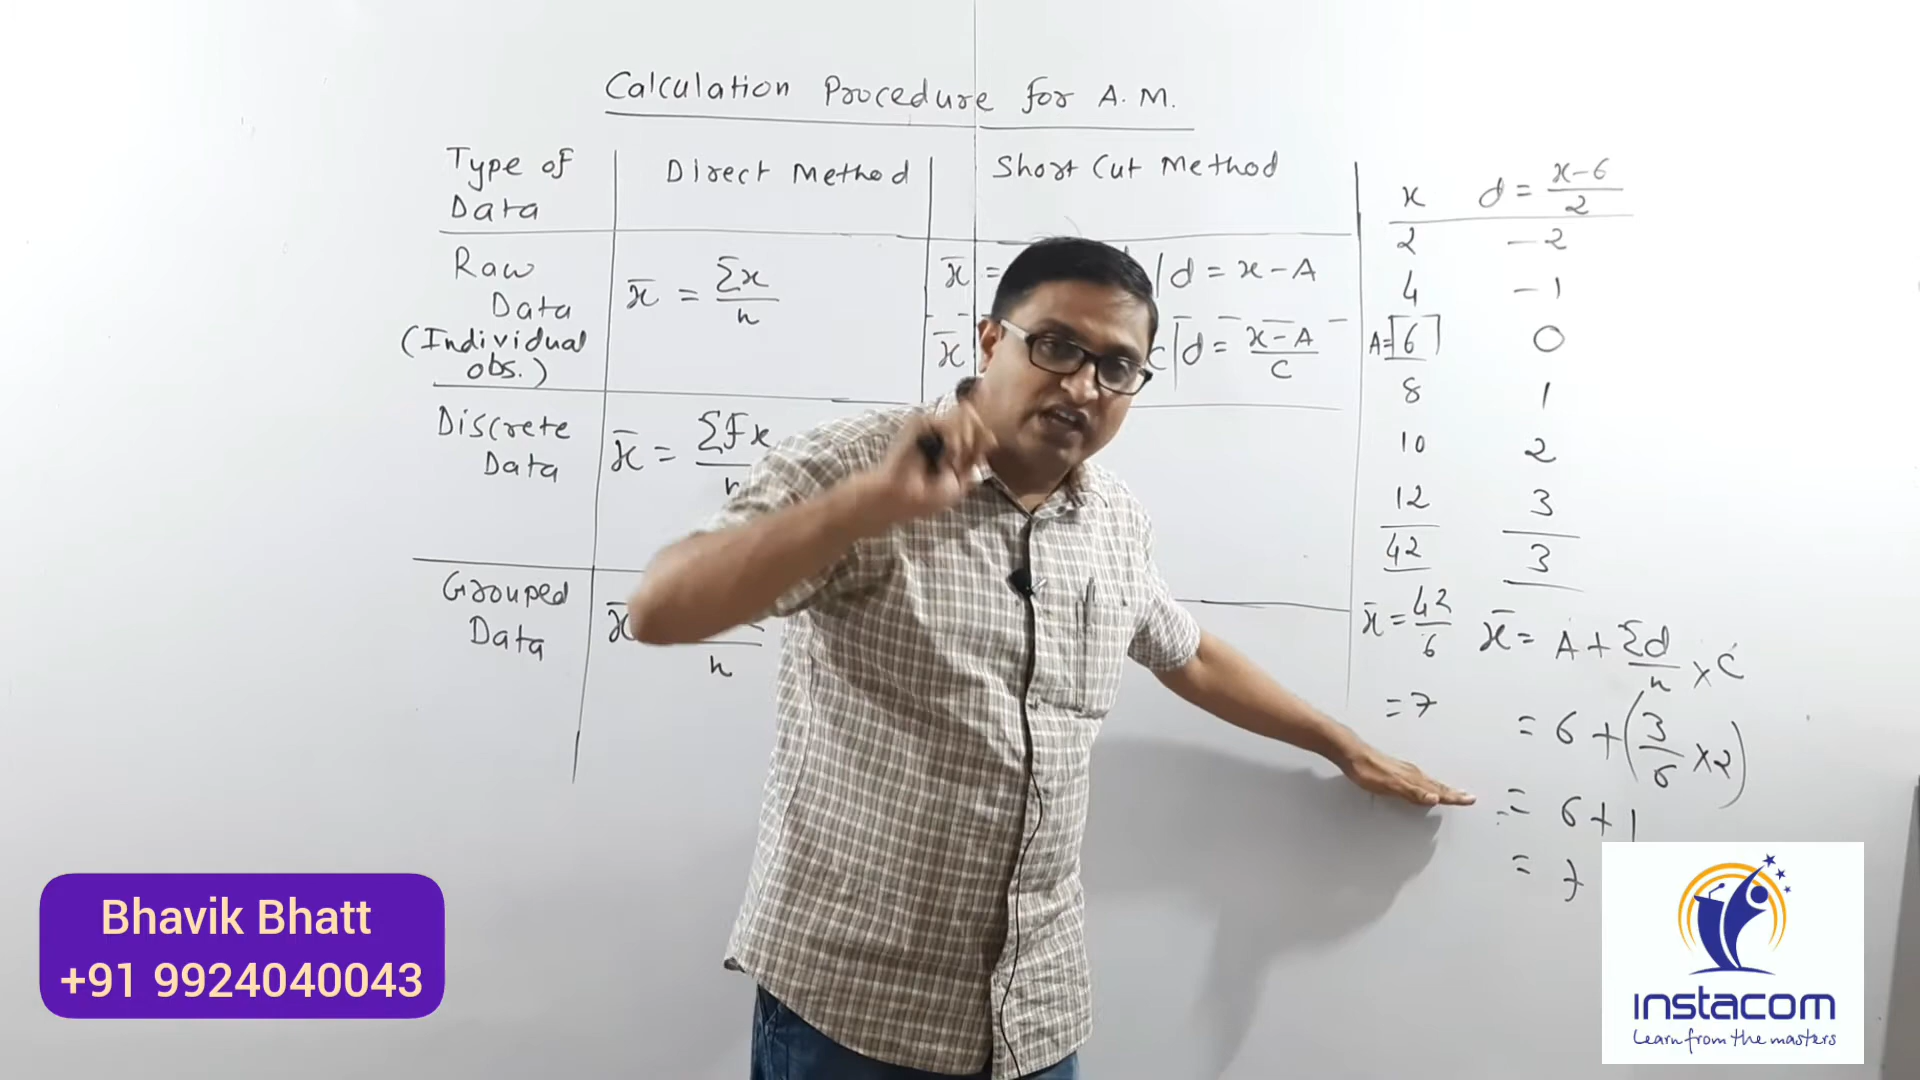 Calculation Procedure for A.M.
Type of Data
Direct Method
Short Cut Method
Raw Data
(Individual obs.)
x̄ = Σx/n
x̄ =
d = x-A
x̄
c
d = x-A/C
Discrete Data
x̄ = Σfx
Grouped Data
x̄
n
x d = x-6/2
2 -2
4 -1
A=6 0
8 1
10 2
12 3
42 3
x̄ = 42/6
= 7
x̄ = A + Σd/n × C
= 6 + (3/6 × 2)
= 6 + 1
= 7
Bhavik Bhatt
+91 9924040043
instacom
Learn from the masters